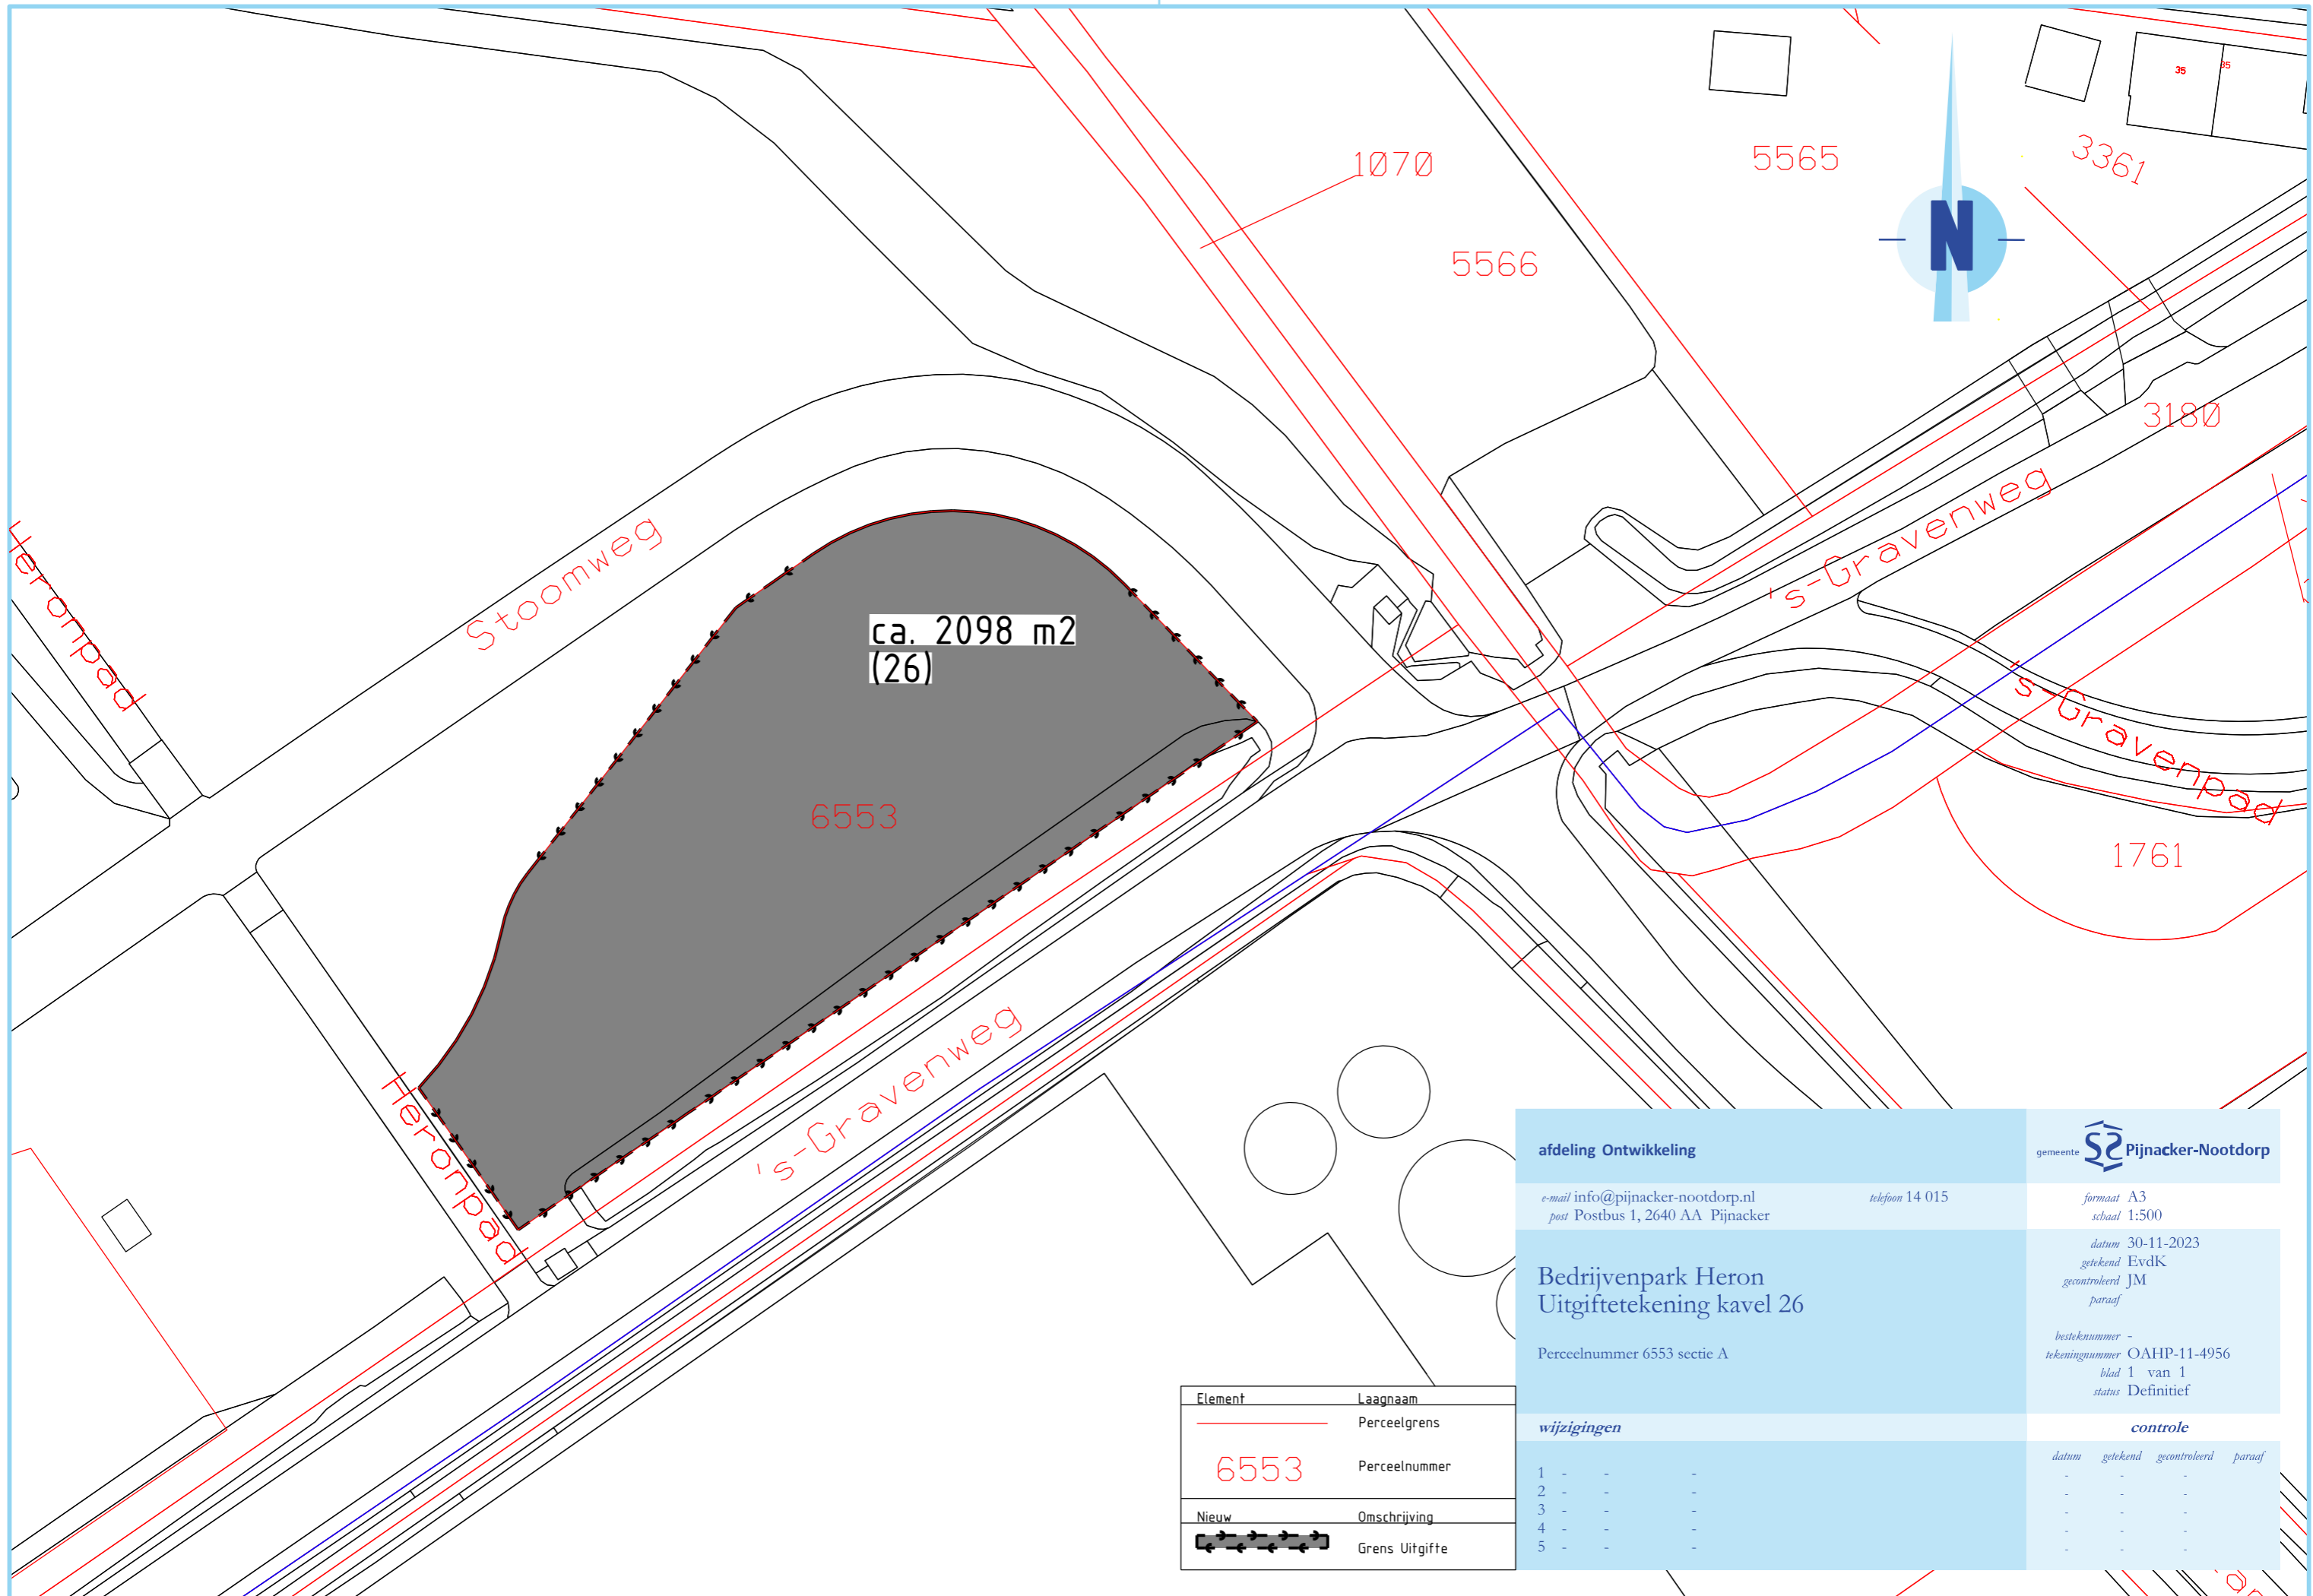 35
35
1070
5565
3361
5566
N
3180
's-Gravenweg
Stoomweg
Heronpad
ca. 2098 m2
(26)
6553
's-Gravenpad
1761
's-Gravenweg
Heronpad
afdeling Ontwikkeling
gemeente Pijnacker-Nootdorp
e-mail info@pijnacker-nootdorp.nl telefoon 14 015
post Postbus 1, 2640 AA Pijnacker
formaat A3
schaal 1:500
datum 30-11-2023
getekend EvdK
gecontroleerd JM
paraaf
Bedrijvenpark Heron
Uitgiftetekening kavel 26
Perceelnummer 6553 sectie A
besteknummer -
tekeningnummer OAHP-11-4956
blad 1 van 1
status Definitief
wijzigingen controle
datum getekend gecontroleerd paraaf
1 - - - - - -
2 - - - - - -
3 - - - - - -
4 - - - - - -
5 - - - - - -
Element Laagnaam
Perceelgrens
6553 Perceelnummer
Nieuw Omschrijving
Grens Uitgifte